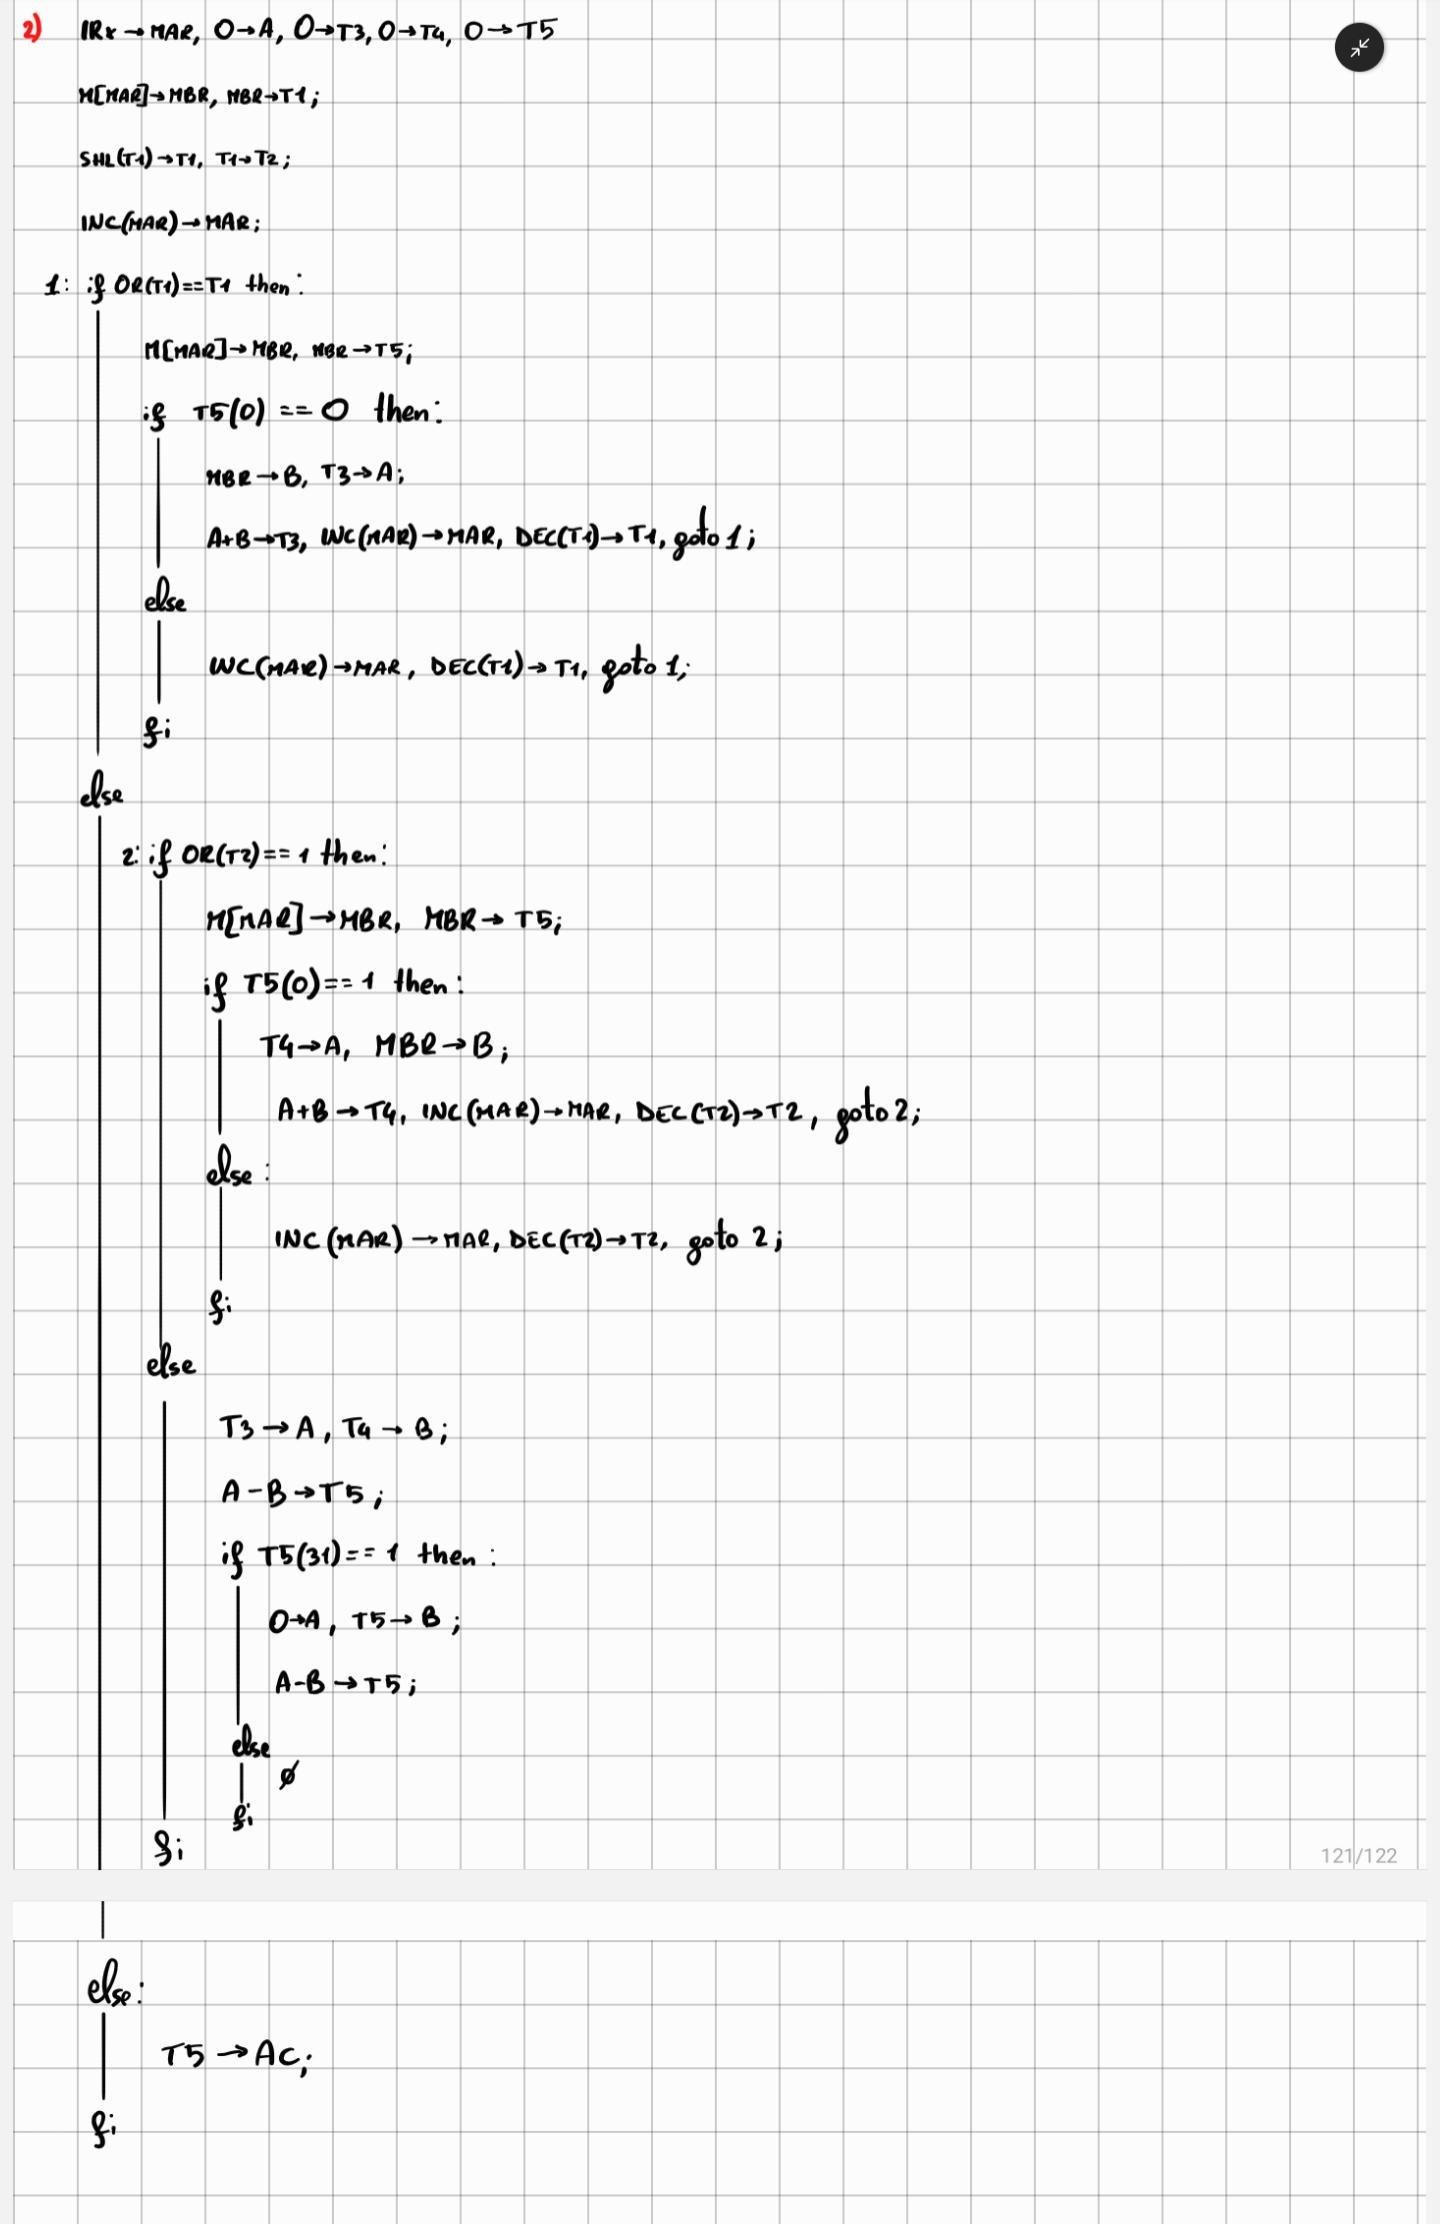 2) IRx → MAR, O→A, O→T3, O→T4, O→T5
M[MAR]→MBR, MBR→T1;
SHL(T1)→T1, T1→T2;
INC(MAR)→MAR;
1: if OR(T1)==T1 then:
M[MAR]→MBR, MBR→T5;
if T5(0) == 0 then:
MBR→B, T3→A;
A+B→T3, INC(MAR)→MAR, DEC(T1)→T1, goto 1;
else
INC(MAR)→MAR, DEC(T1)→T1, goto 1;
fi
else
2: if OR(T2)==1 then:
M[MAR]→MBR, MBR→T5;
if T5(0)==1 then:
T4→A, MBR→B;
A+B→T4, INC(MAR)→MAR, DEC(T2)→T2, goto 2;
else:
INC(MAR)→MAR, DEC(T2)→T2, goto 2;
fi
else
T3→A, T4→B;
A-B→T5;
if T5(31)==1 then:
O→A, T5→B;
A-B→T5;
else
Ø
fi
fi
121/122
else:
T5→AC;
fi